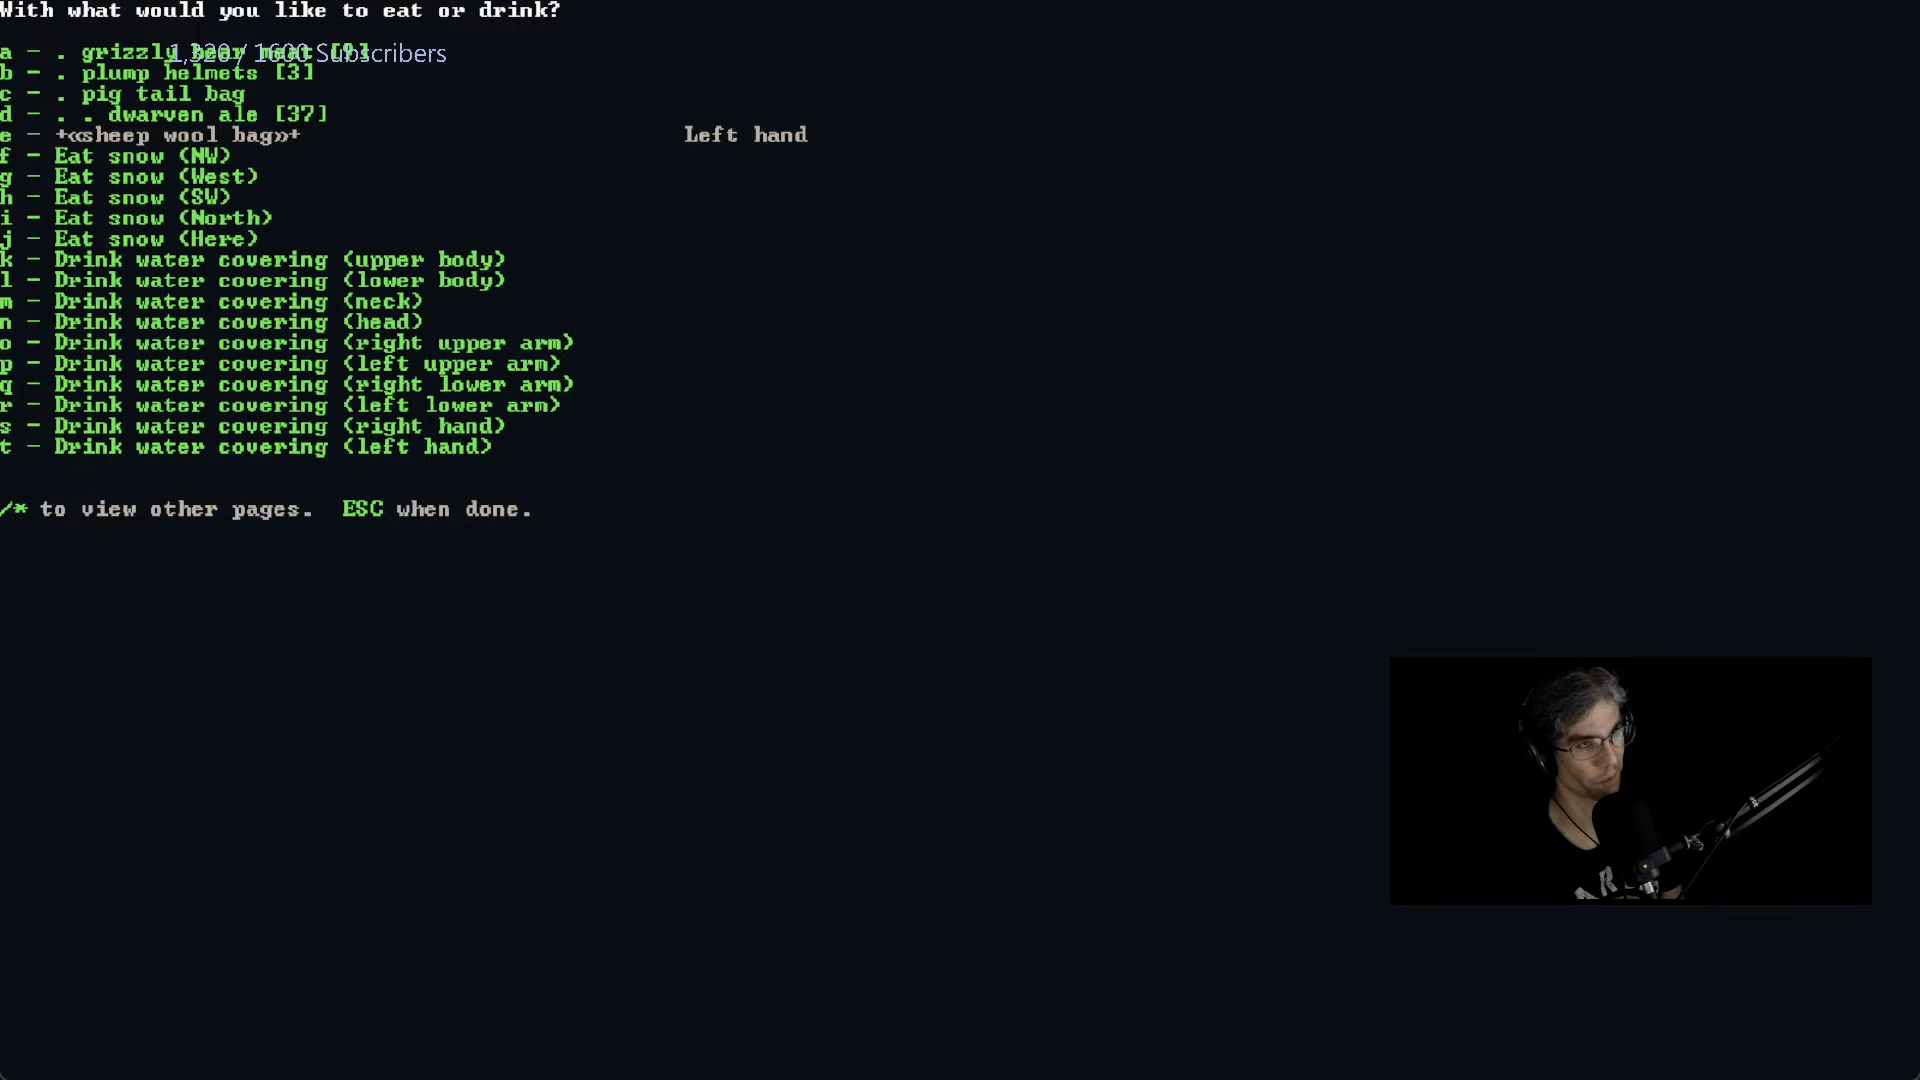 With what would you like to eat or drink?
1,320 / 1600 Subscribers
a - . grizzly bear meat [9]
b - . plump helmets [3]
c - . pig tail bag
d - . . dwarven ale [37]
e - +«sheep wool bag»+ Left hand
f - Eat snow (NW)
g - Eat snow (West)
h - Eat snow (SW)
i - Eat snow (North)
j - Eat snow (Here)
k - Drink water covering (upper body)
l - Drink water covering (lower body)
m - Drink water covering (neck)
n - Drink water covering (head)
o - Drink water covering (right upper arm)
p - Drink water covering (left upper arm)
q - Drink water covering (right lower arm)
r - Drink water covering (left lower arm)
s - Drink water covering (right hand)
t - Drink water covering (left hand)
/* to view other pages. ESC when done.